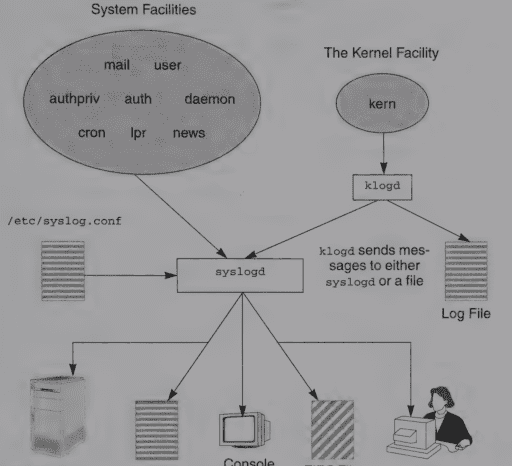 System Facilities
mail user
authpriv auth daemon
cron lpr news
The Kernel Facility
kern
klogd
/etc/syslog.conf
syslogd
klogd sends mes-
sages to either
syslogd or a file
Log File
Console